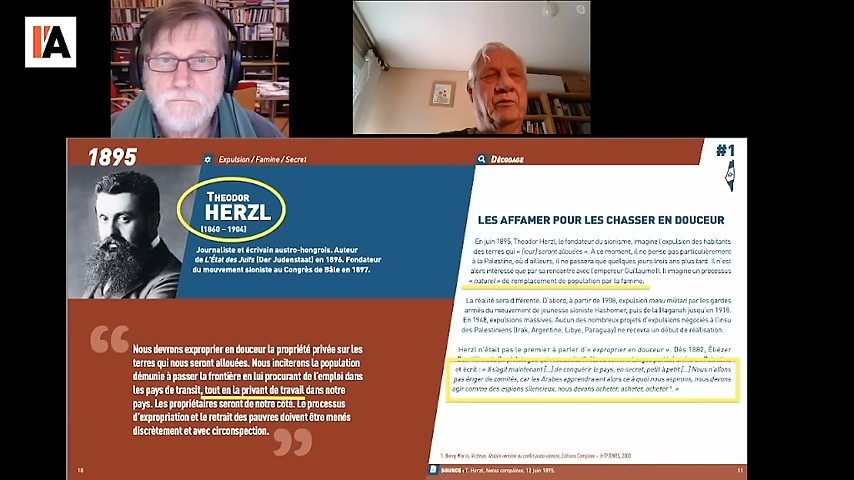 I'A
1895
Expulsion / Famine / Secret
THEODOR
HERZL
(1860 – 1904)
Journaliste et écrivain austro-hongrois. Auteur
de L'État des Juifs (Der Judenstaat) en 1896. Fondateur
du mouvement sioniste au Congrès de Bâle en 1897.
Nous devrons exproprier en douceur la propriété privée sur les
terres qui nous seront allouées. Nous inciterons la population
démunie à passer la frontière en lui procurant de l'emploi dans
les pays de transit, tout en la privant de travail dans notre
pays. Les propriétaires seront de notre côté. Le processus
d'expropriation et le retrait des pauvres doivent être menés
discrètement et avec circonspection.
10
DÉCODAGE
#1
LES AFFAMER POUR LES CHASSER EN DOUCEUR
En juin 1895, Theodor Herzl, le fondateur du sionisme, imagine l'expulsion des habitants
des terres qui « [leur] seront allouées ». À ce moment, il ne pense pas particulièrement
à la Palestine, où d'ailleurs, il ne passera que quelques jours trois ans plus tard. Il n'est
alors intéressé que par sa rencontre avec l'empereur Guillaume II. Il imagine un processus
« naturel » de remplacement de population par la famine.
La réalité sera différente. D'abord, à partir de 1908, expulsion manu militari par les gardes
armés du mouvement de jeunesse sioniste Hashomer, puis de la Haganah jusqu'en 1918.
En 1948, expulsions massives. Aucun des nombreux projets d'expulsions négociés à l'insu
des Palestiniens (Irak, Argentine, Libye, Paraguay) ne recevra un début de réalisation.
Herzl n'était pas le premier à parler d'« exproprier en douceur ». Dès 1882, Éliézer
et écrit : « Il s'agit maintenant [...] de conquérir le pays, en secret, petit à petit [...] Nous n'allons
pas ériger de comités, car les Arabes apprendraient alors ce à quoi nous aspirons, nous devons
agir comme des espions silencieux, nous devons acheter, acheter, acheter ¹. »
1. Benny Morris, Victimes,
SOURCE : T. Herzl, Notes complètes, 12 juin 1895.
11